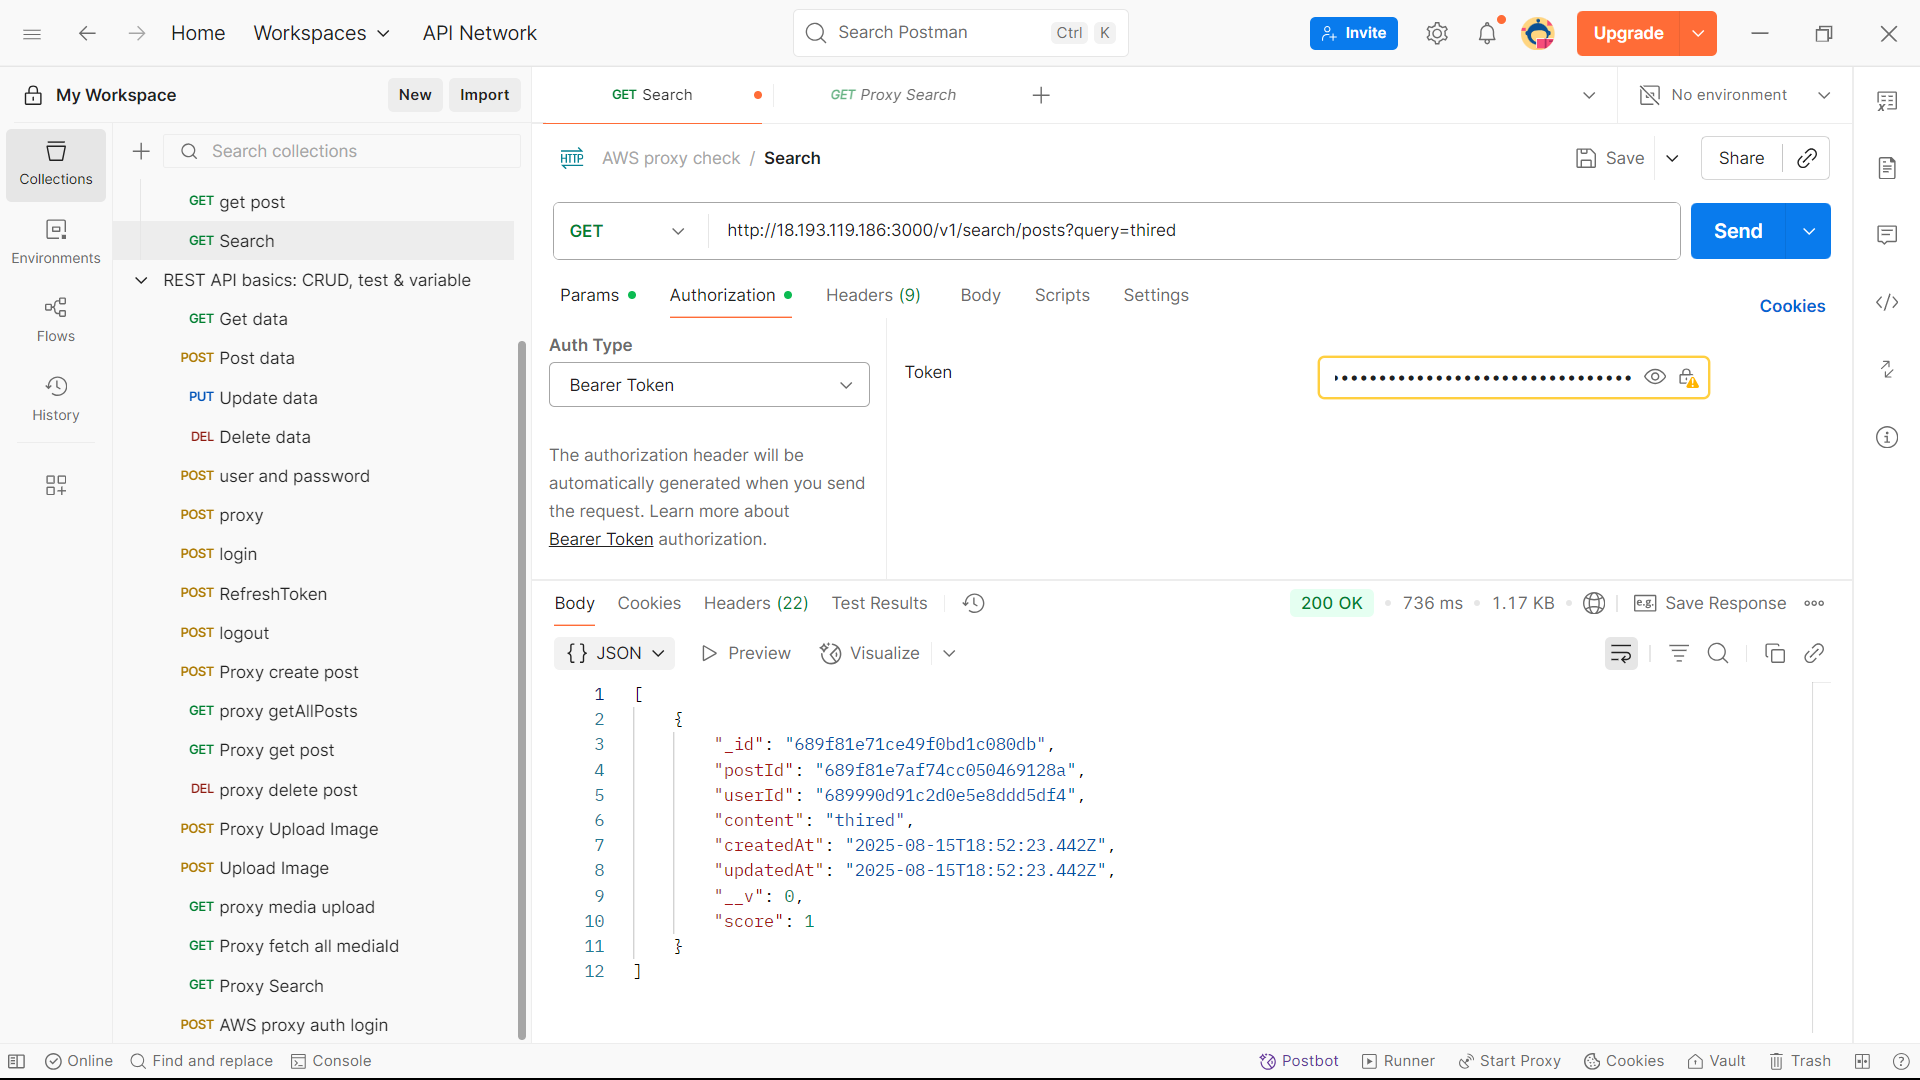 Home
Workspaces
API Network
Search Postman
Ctrl K
Invite
Upgrade
My Workspace
New
Import
GET Search
GET Proxy Search
No environment
Collections
Environments
Flows
History
Search collections
GET get post
GET Search
REST API basics: CRUD, test & variable
GET Get data
POST Post data
PUT Update data
DEL Delete data
POST user and password
POST proxy
POST login
POST RefreshToken
POST logout
POST Proxy create post
GET proxy getAllPosts
GET Proxy get post
DEL proxy delete post
POST Proxy Upload Image
POST Upload Image
GET proxy media upload
GET Proxy fetch all mediaId
GET Proxy Search
POST AWS proxy auth login
HTTP AWS proxy check / Search
Save
Share
GET http://18.193.119.186:3000/v1/search/posts?query=thired
Send
Params
Authorization
Headers (9)
Body
Scripts
Settings
Cookies
Auth Type
Bearer Token
The authorization header will be
automatically generated when you send
the request. Learn more about
Bearer Token authorization.
Token
Body
Cookies
Headers (22)
Test Results
200 OK
736 ms
1.17 KB
e.g. Save Response
{} JSON
Preview
Visualize
1 [
2 {
3 "_id": "689f81e71ce49f0bd1c080db",
4 "postId": "689f81e7af74cc050469128a",
5 "userId": "689990d91c2d0e5e8ddd5df4",
6 "content": "thired",
7 "createdAt": "2025-08-15T18:52:23.442Z",
8 "updatedAt": "2025-08-15T18:52:23.442Z",
9 "__v": 0,
10 "score": 1
11 }
12 ]
Online
Find and replace
Console
Postbot
Runner
Start Proxy
Cookies
Vault
Trash